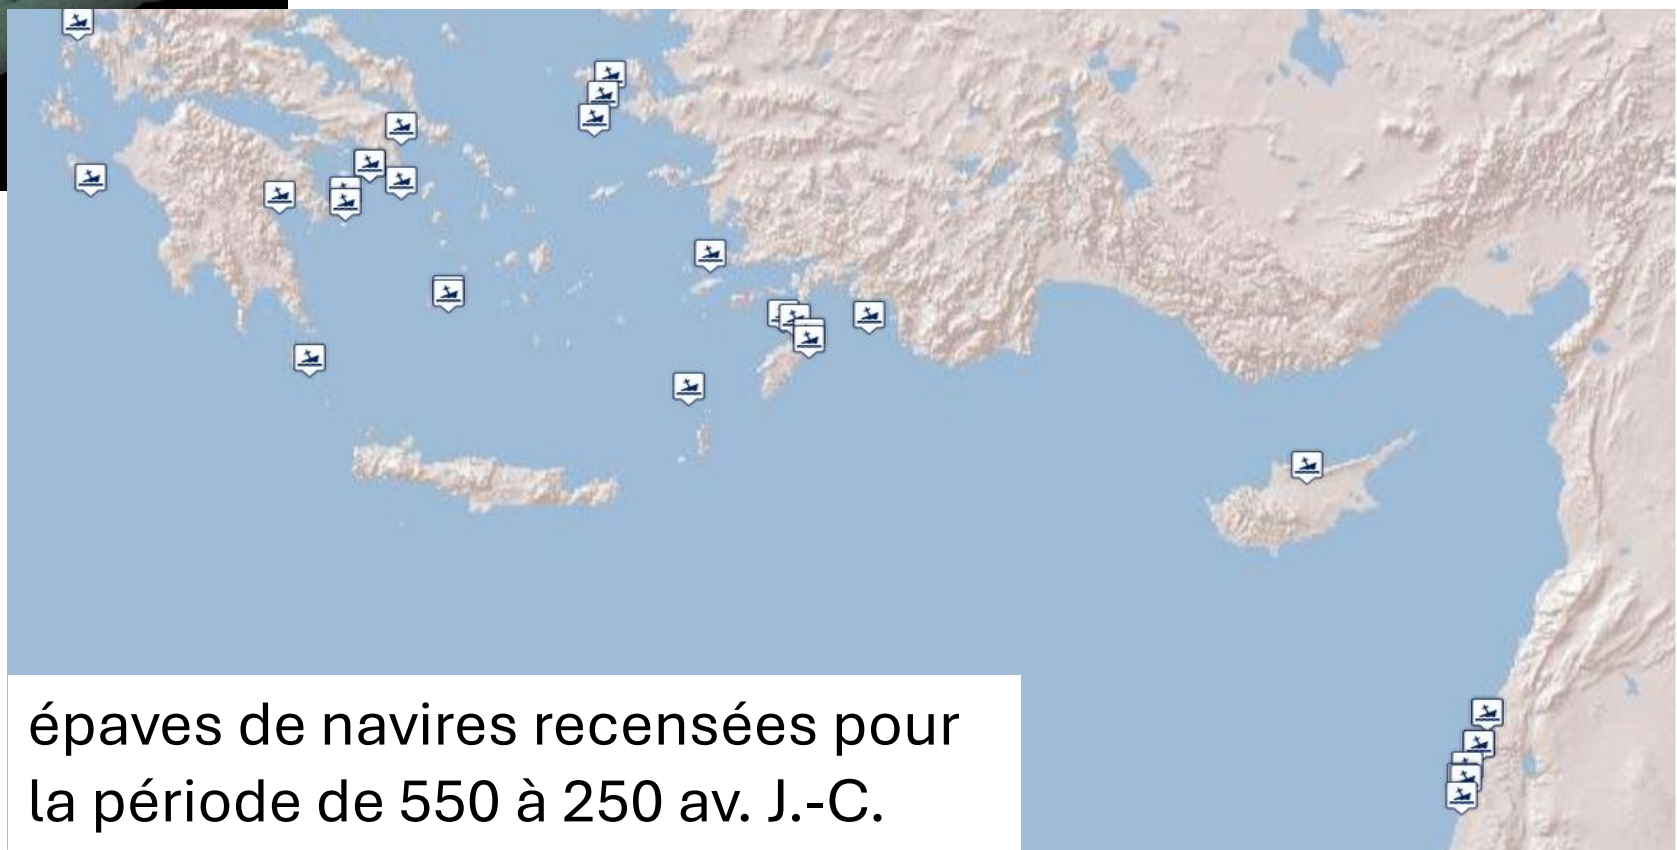 épaves de navires recensées pour
la période de 550 à 250 av. J.-C.